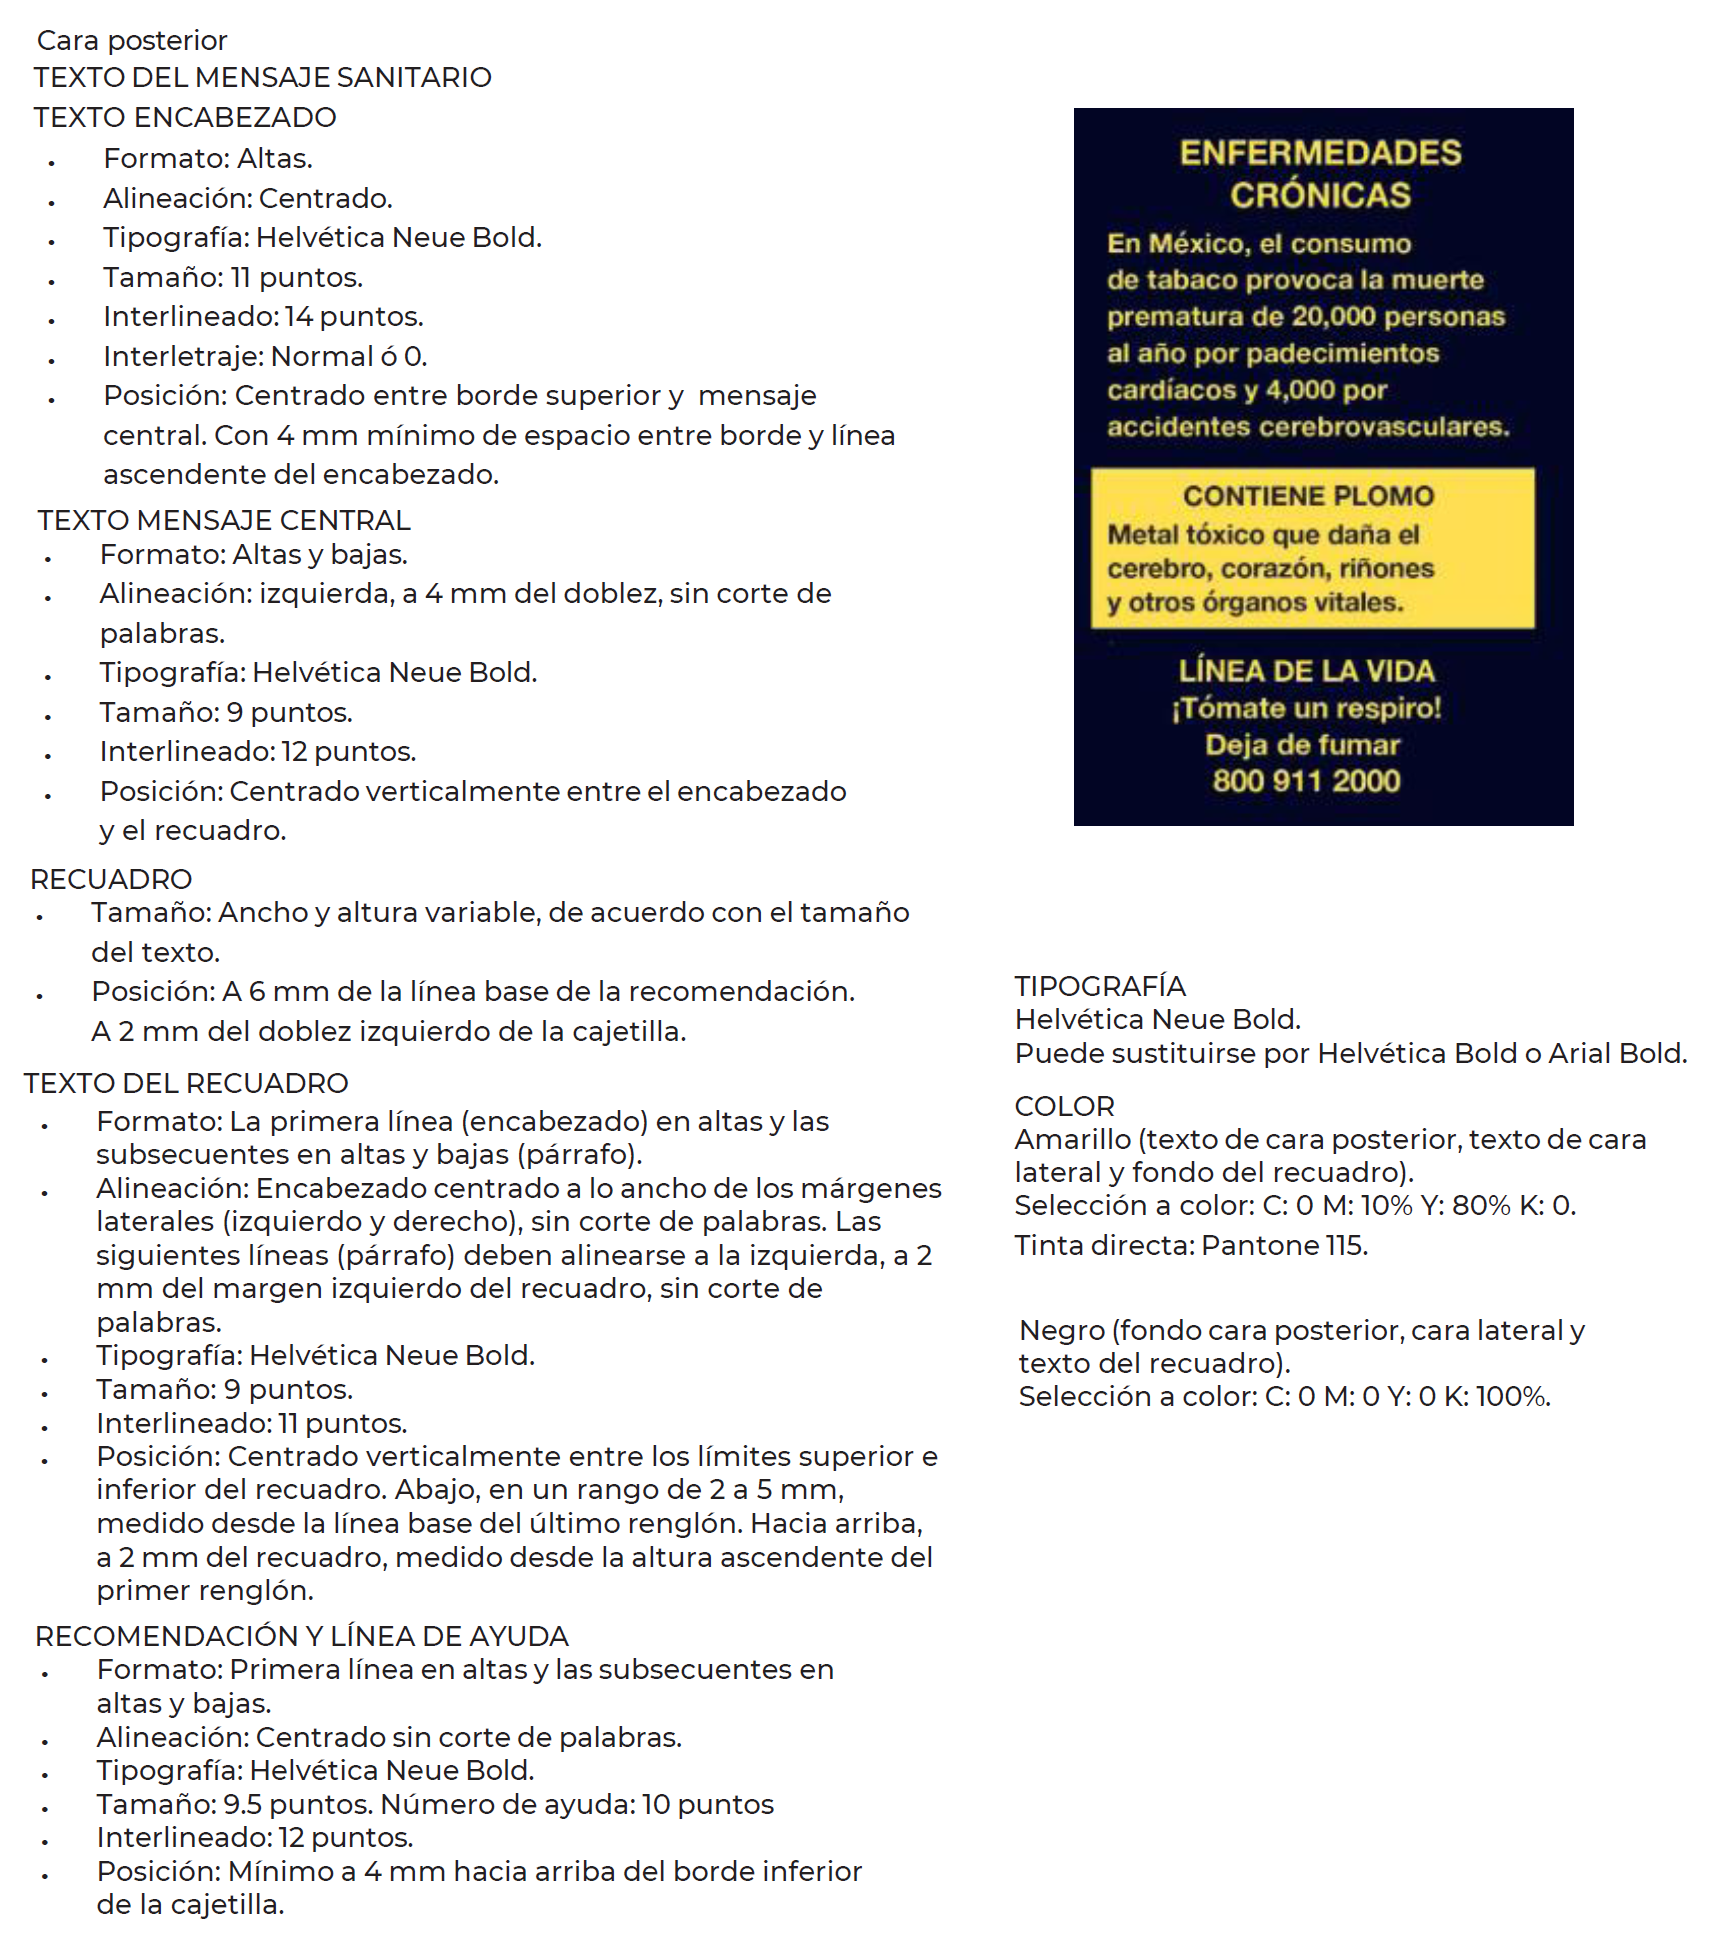 Cara posterior
TEXTO DEL MENSAJE SANITARIO
TEXTO ENCABEZADO
• Formato: Altas.
• Alineación: Centrado.
• Tipografía: Helvética Neue Bold.
• Tamaño: 11 puntos.
• Interlineado: 14 puntos.
• Interletraje: Normal ó 0.
• Posición: Centrado entre borde superior y mensaje
central. Con 4 mm mínimo de espacio entre borde y línea
ascendente del encabezado.
TEXTO MENSAJE CENTRAL
• Formato: Altas y bajas.
• Alineación: izquierda, a 4 mm del doblez, sin corte de
palabras.
• Tipografía: Helvética Neue Bold.
• Tamaño: 9 puntos.
• Interlineado: 12 puntos.
• Posición: Centrado verticalmente entre el encabezado
y el recuadro.
RECUADRO
• Tamaño: Ancho y altura variable, de acuerdo con el tamaño
del texto.
• Posición: A 6 mm de la línea base de la recomendación.
A 2 mm del doblez izquierdo de la cajetilla.
TEXTO DEL RECUADRO
• Formato: La primera línea (encabezado) en altas y las
subsecuentes en altas y bajas (párrafo).
• Alineación: Encabezado centrado a lo ancho de los márgenes
laterales (izquierdo y derecho), sin corte de palabras. Las
siguientes líneas (párrafo) deben alinearse a la izquierda, a 2
mm del margen izquierdo del recuadro, sin corte de
palabras.
• Tipografía: Helvética Neue Bold.
• Tamaño: 9 puntos.
• Interlineado: 11 puntos.
• Posición: Centrado verticalmente entre los límites superior e
inferior del recuadro. Abajo, en un rango de 2 a 5 mm,
medido desde la línea base del último renglón. Hacia arriba,
a 2 mm del recuadro, medido desde la altura ascendente del
primer renglón.
RECOMENDACIÓN Y LÍNEA DE AYUDA
• Formato: Primera línea en altas y las subsecuentes en
altas y bajas.
• Alineación: Centrado sin corte de palabras.
• Tipografía: Helvética Neue Bold.
• Tamaño: 9.5 puntos. Número de ayuda: 10 puntos
• Interlineado: 12 puntos.
• Posición: Mínimo a 4 mm hacia arriba del borde inferior
de la cajetilla.
ENFERMEDADES
CRÓNICAS
En México, el consumo
de tabaco provoca la muerte
prematura de 20,000 personas
al año por padecimientos
cardíacos y 4,000 por
accidentes cerebrovasculares.
CONTIENE PLOMO
Metal tóxico que daña el
cerebro, corazón, riñones
y otros órganos vitales.
LÍNEA DE LA VIDA
¡Tómate un respiro!
Deja de fumar
800 911 2000
TIPOGRAFÍA
Helvética Neue Bold.
Puede sustituirse por Helvética Bold o Arial Bold.
COLOR
Amarillo (texto de cara posterior, texto de cara
lateral y fondo del recuadro).
Selección a color: C: 0 M: 10% Y: 80% K: 0.
Tinta directa: Pantone 115.
Negro (fondo cara posterior, cara lateral y
texto del recuadro).
Selección a color: C: 0 M: 0 Y: 0 K: 100%.